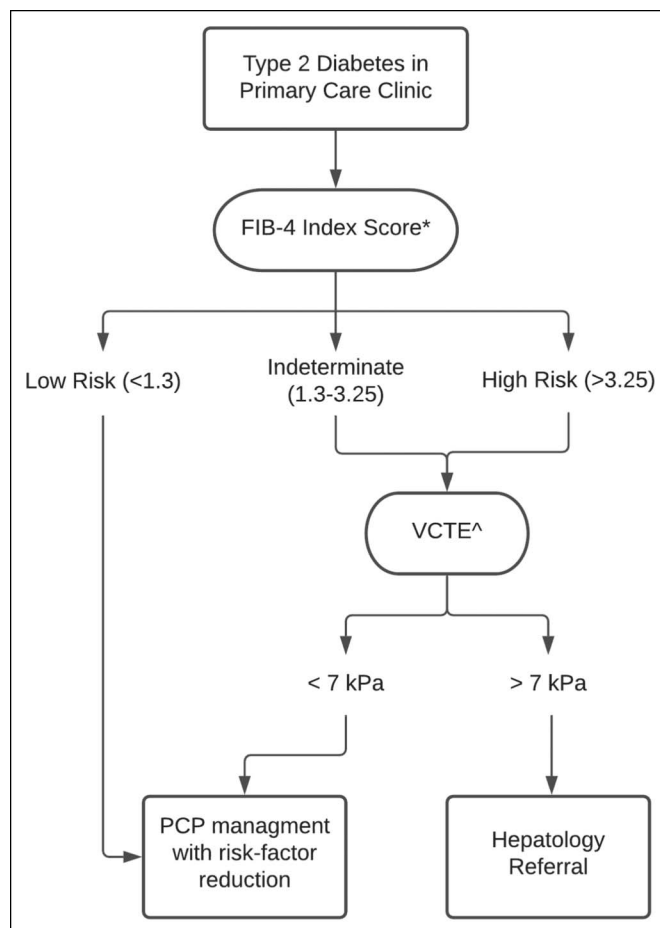 Type 2 Diabetes in
Primary Care Clinic
FIB-4 Index Score*
Low Risk (<1.3)
Indeterminate
(1.3-3.25)
High Risk (>3.25)
VCTE^
< 7 kPa
> 7 kPa
PCP managment
with risk-factor
reduction
Hepatology
Referral